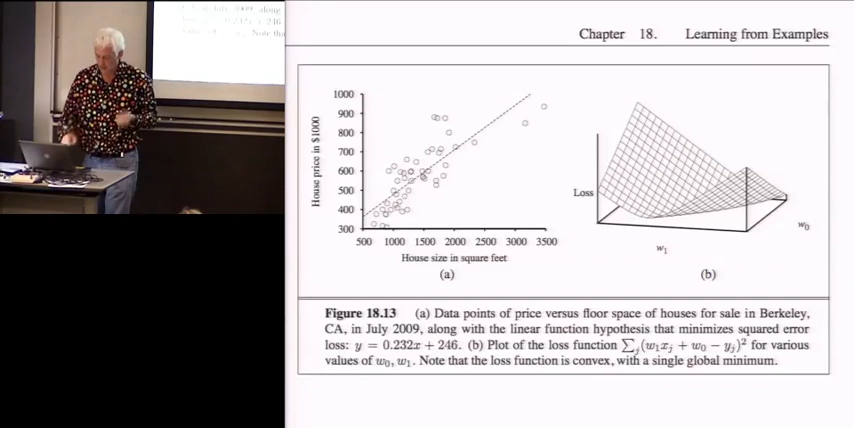 Chapter 18. Learning from Examples
House price in $1000
1000
900
800
700
600
500
400
300
500 1000 1500 2000 2500 3000 3500
House size in square feet
(a)
Loss
w₁
w₀
(b)
Figure 18.13 (a) Data points of price versus floor space of houses for sale in Berkeley,
CA, in July 2009, along with the linear function hypothesis that minimizes squared error
loss: y = 0.232x + 246. (b) Plot of the loss function ∑ⱼ(w₁xⱼ + w₀ − yⱼ)² for various
values of w₀, w₁. Note that the loss function is convex, with a single global minimum.